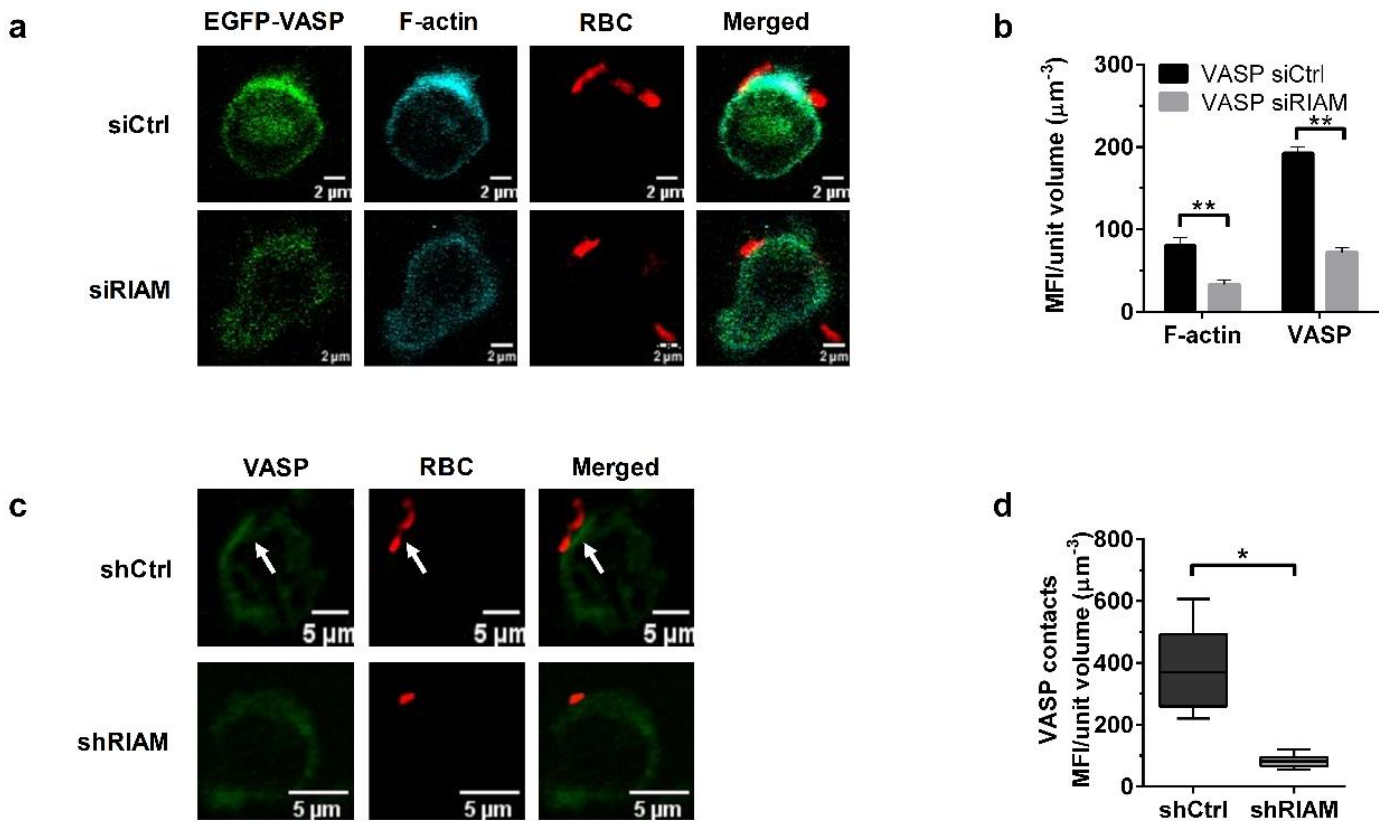 a
EGFP-VASP F-actin RBC Merged
siCtrl
2 µm 2 µm 2 µm 2 µm
siRIAM
2 µm 2 µm 2 µm 2 µm
b
MFI/unit volume (µm⁻³)
300
200
100
0
VASP siCtrl
VASP siRIAM
**
**
F-actin VASP
c
VASP RBC Merged
shCtrl
5 µm 5 µm 5 µm
shRIAM
5 µm 5 µm 5 µm
d
VASP contacts
MFI/unit volume (µm⁻³)
800
600
400
200
0
*
shCtrl shRIAM